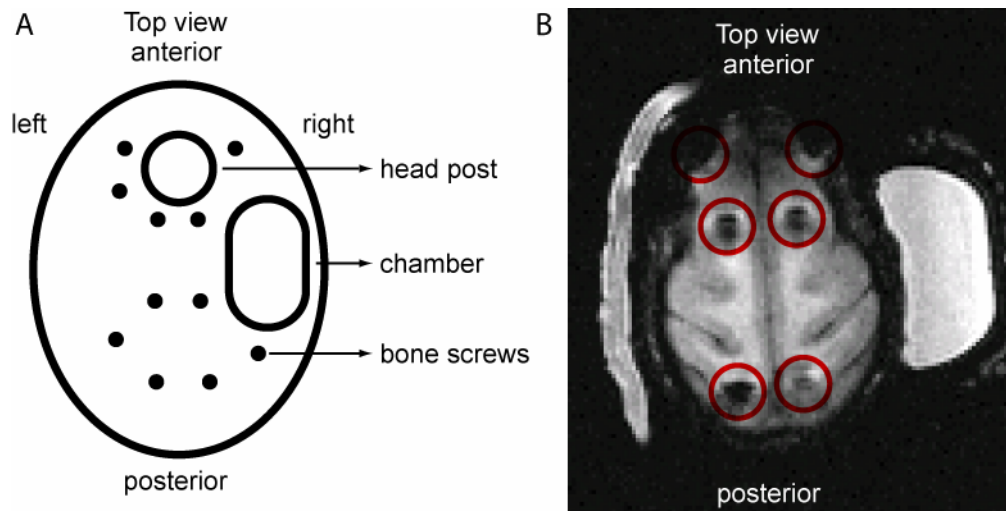 A
Top view
anterior
left
right
head post
chamber
bone screws
posterior
B
Top view
anterior
posterior